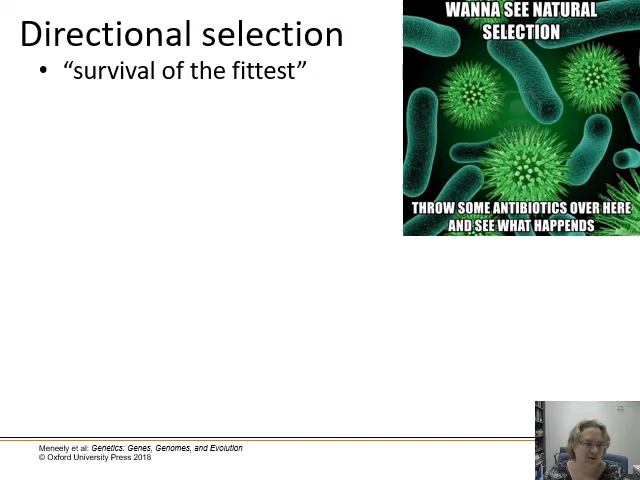 Directional selection
• “survival of the fittest”
WANNA SEE NATURAL
SELECTION
THROW SOME ANTIBIOTICS OVER HERE
AND SEE WHAT HAPPENDS
Meneely et al: Genetics: Genes, Genomes, and Evolution
© Oxford University Press 2018